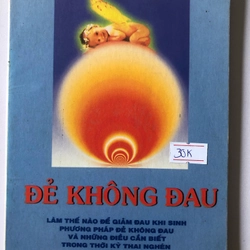 38K
ĐẺ KHÔNG ĐAU
LÀM THẾ NÀO ĐỂ GIẢM ĐAU KHI SINH
PHƯƠNG PHÁP ĐẺ KHÔNG ĐAU
VÀ NHỮNG ĐIỀU CẦN BIẾT
TRONG THỜI KỲ THAI NGHÉN